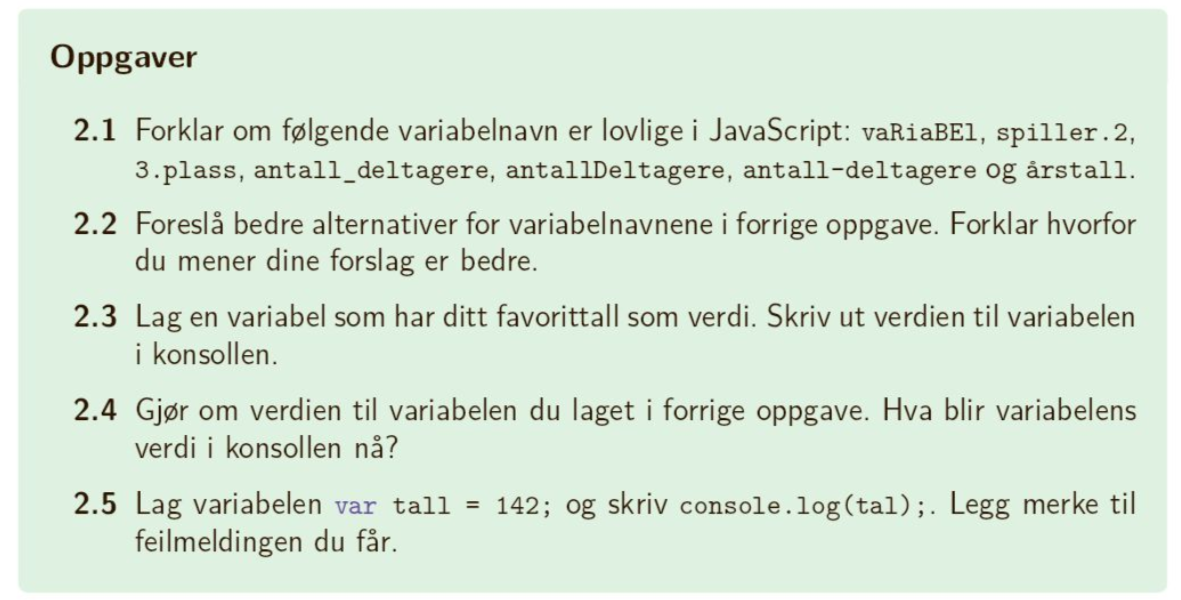 Oppgaver
2.1 Forklar om følgende variabelnavn er lovlige i JavaScript: vaRiaBEl, spiller.2,
3.plass, antall_deltagere, antallDeltagere, antall-deltagere og årstall.
2.2 Foreslå bedre alternativer for variabelnavnene i forrige oppgave. Forklar hvorfor
du mener dine forslag er bedre.
2.3 Lag en variabel som har ditt favorittall som verdi. Skriv ut verdien til variabelen
i konsollen.
2.4 Gjør om verdien til variabelen du laget i forrige oppgave. Hva blir variabelens
verdi i konsollen nå?
2.5 Lag variabelen var tall = 142; og skriv console.log(tal);. Legg merke til
feilmeldingen du får.